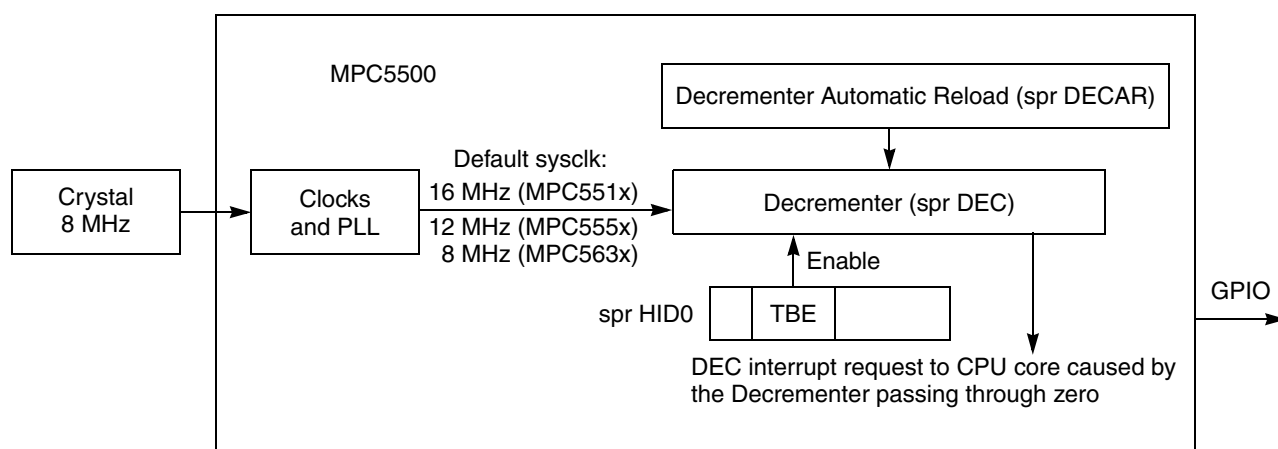 MPC5500
Decrementer Automatic Reload (spr DECAR)
Crystal
8 MHz
Clocks
and PLL
Default sysclk:
16 MHz (MPC551x)
12 MHz (MPC555x)
8 MHz (MPC563x)
Decrementer (spr DEC)
Enable
spr HID0
TBE
GPIO
DEC interrupt request to CPU core caused by
the Decrementer passing through zero